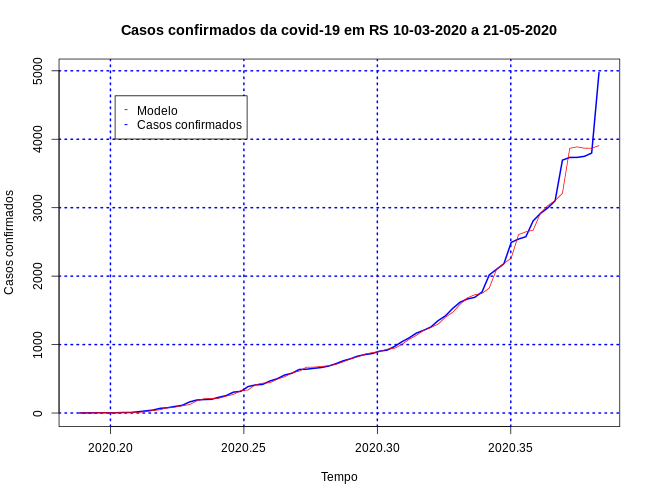 Casos confirmados da covid-19 em RS 10-03-2020 a 21-05-2020
Casos confirmados
5000
4000
3000
2000
1000
0
Modelo
Casos confirmados
2020.20 2020.25 2020.30 2020.35
Tempo